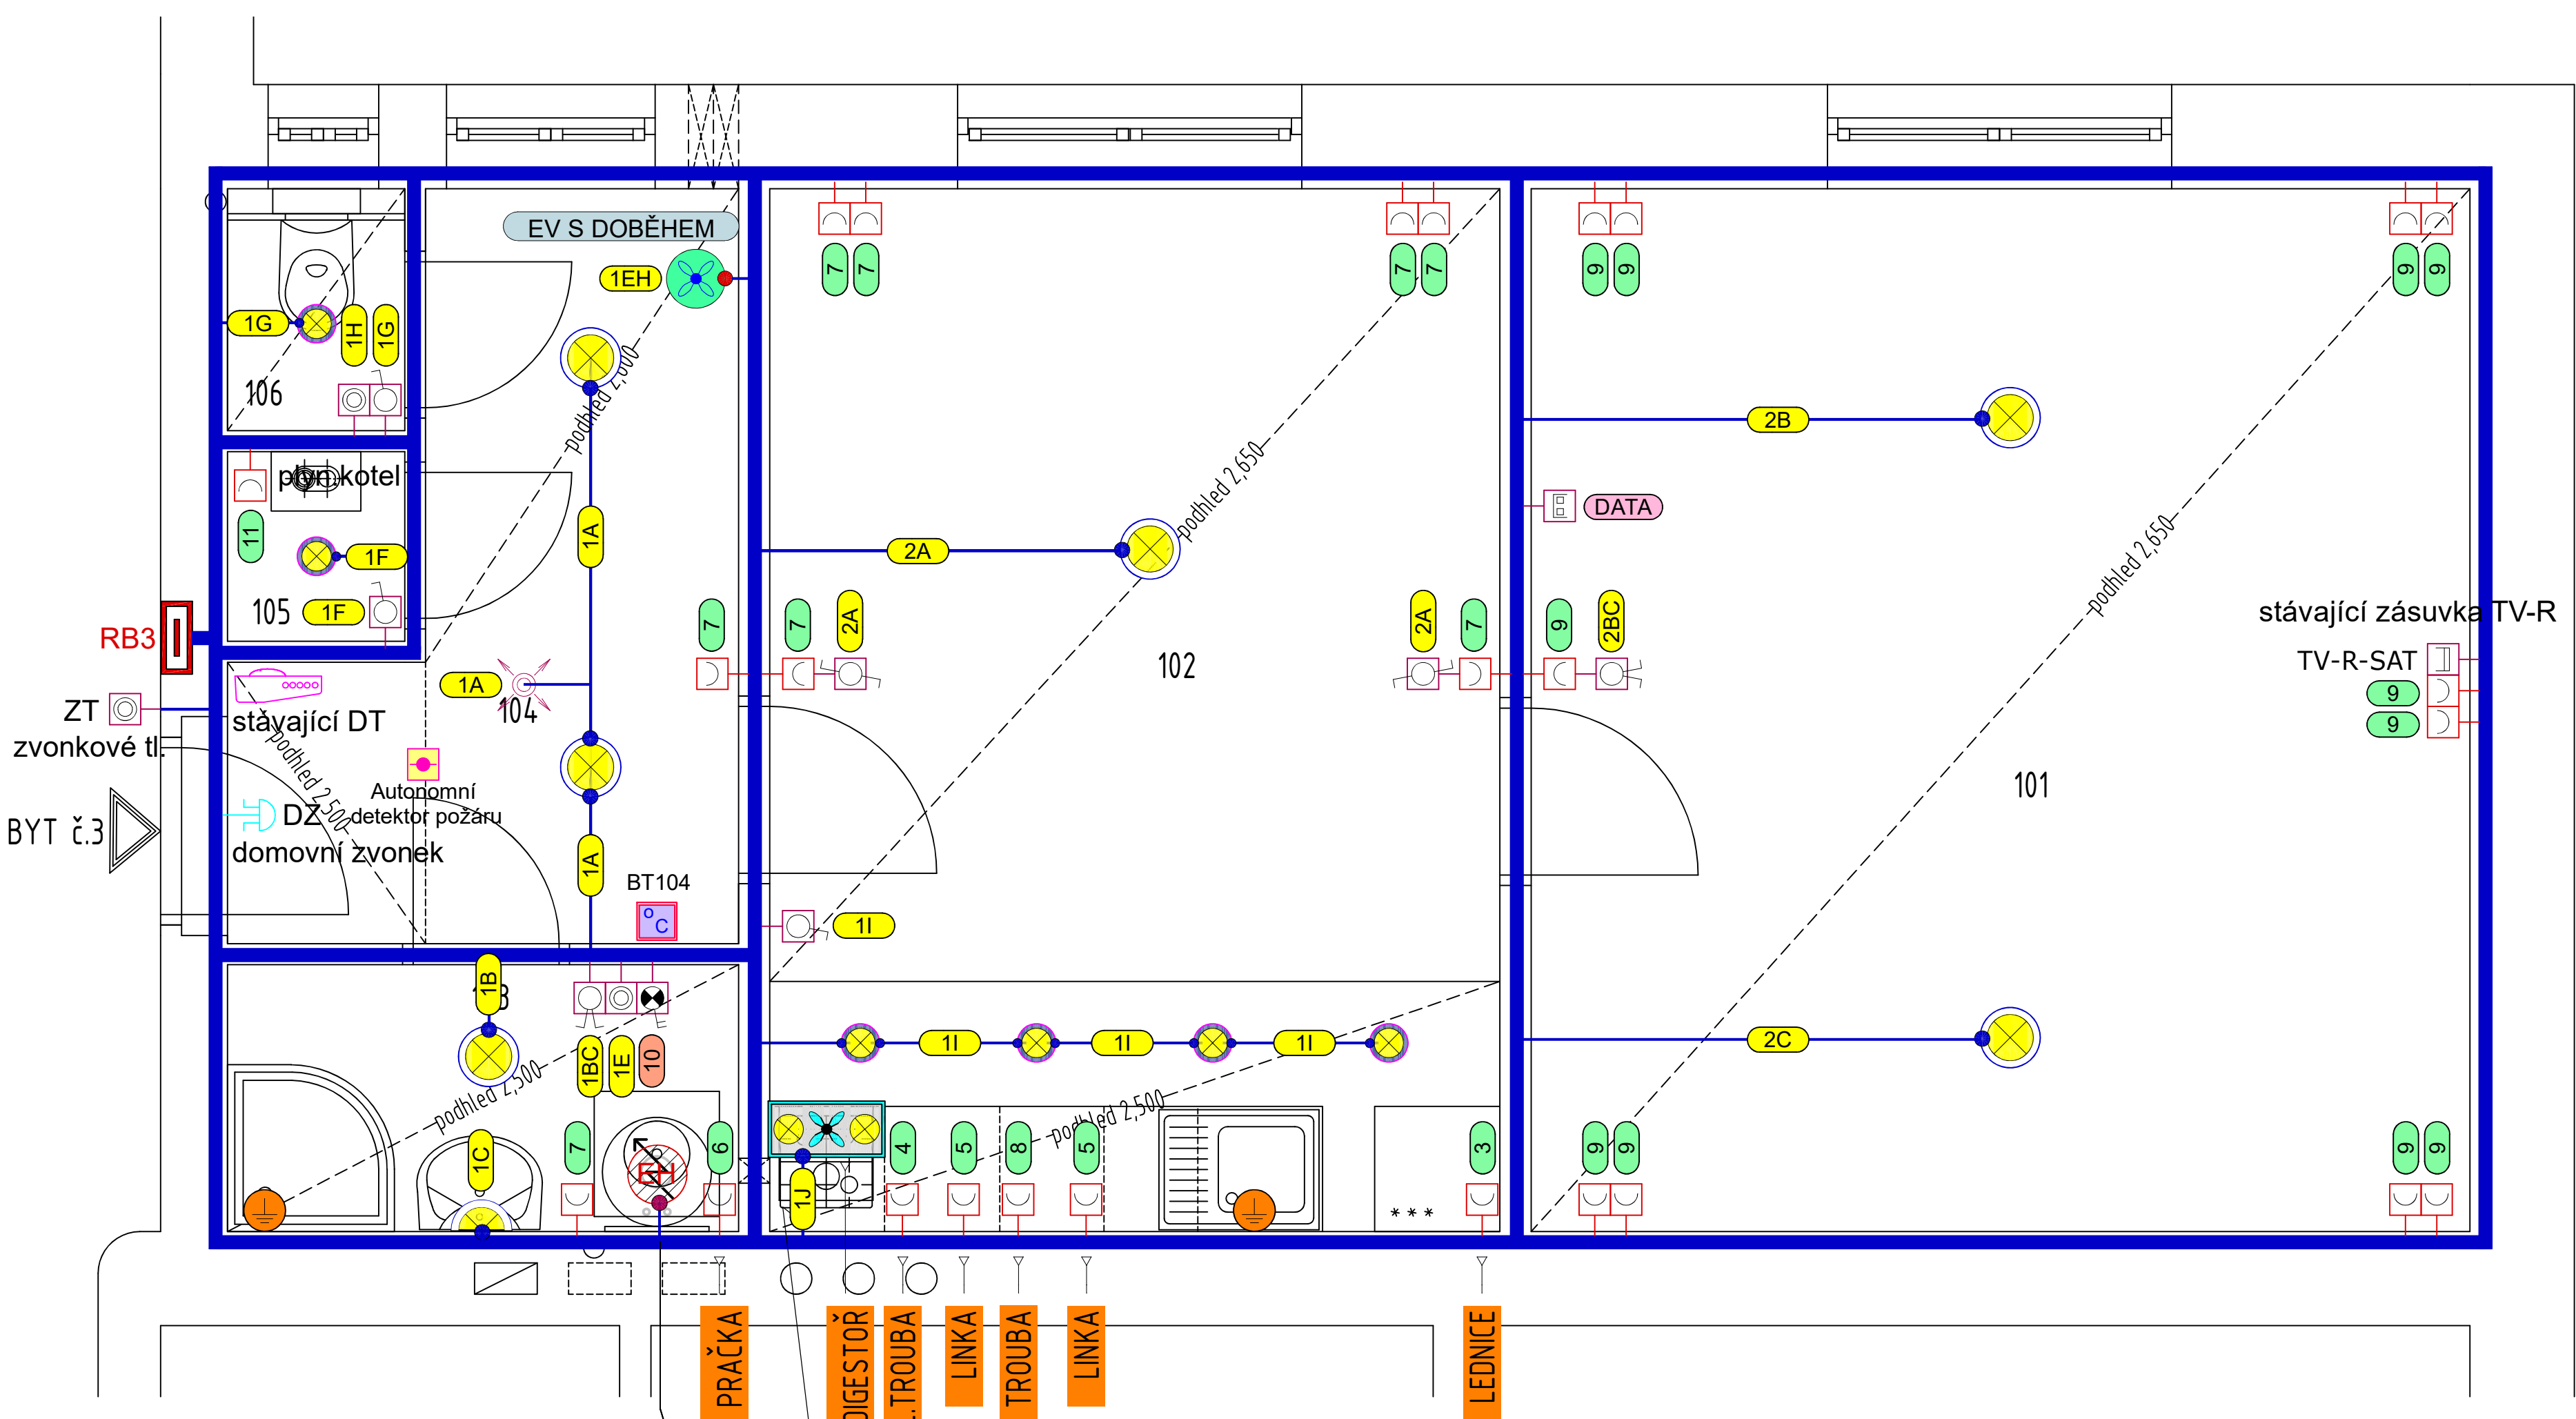 EV S DOBĚHEM
1EH
7
7
7
7
9
9
9
9
1G
1H
1G
106
podhled 2,600
2B
plyn.kotel
11
1F
1A
podhled 2,650
DATA
2A
podhled 2,650
105
1F
7
7
2A
2A
7
9
2BC
stávající zásuvka TV-R
RB3
TV-R-SAT
102
1A
104
9
9
ZT
stávající DT
zvonkové tl.
podhled 2,500
101
Autonomní
detektor požáru
DZ
BYT č.3
domovní zvonek
1A
BT104
o
C
1I
1B
1I
1I
1I
2C
1BC
1E
10
podhled 2,500
podhled 2,500
1C
7
EH
6
4
5
8
5
3
9
9
9
9
1J
***
PRAČKA
DIGESTOŘ
.TROUBA
LINKA
TROUBA
LINKA
LEDNICE